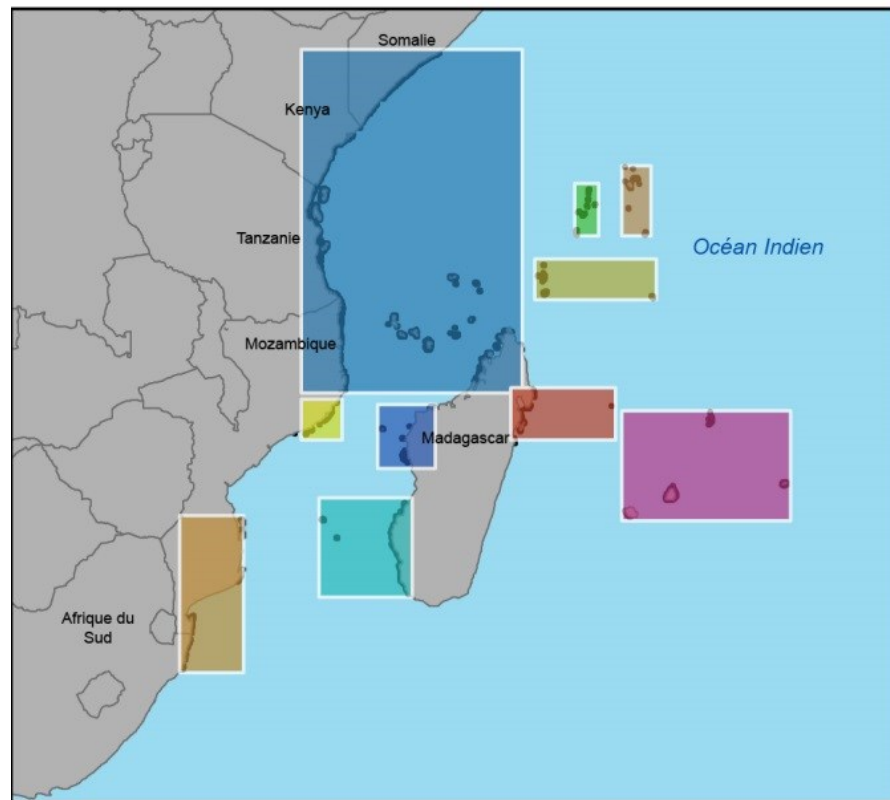 Somalie
Kenya
Tanzanie
Océan Indien
Mozambique
Madagascar
Afrique du
Sud